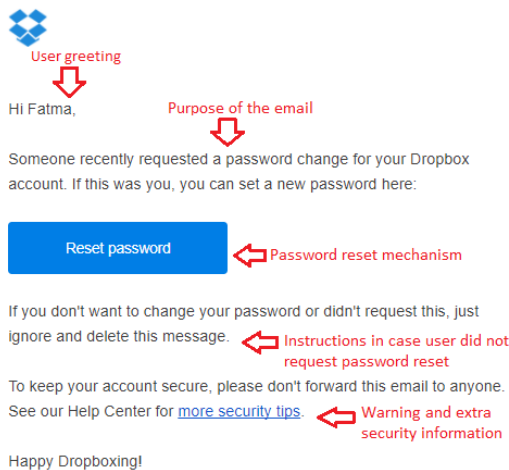 User greeting
Hi Fatma,
Purpose of the email
Someone recently requested a password change for your Dropbox
account. If this was you, you can set a new password here:
Reset password
Password reset mechanism
If you don't want to change your password or didn't request this, just
ignore and delete this message.
Instructions in case user did not
request password reset
To keep your account secure, please don't forward this email to anyone.
See our Help Center for more security tips.
Warning and extra
security information
Happy Dropboxing!